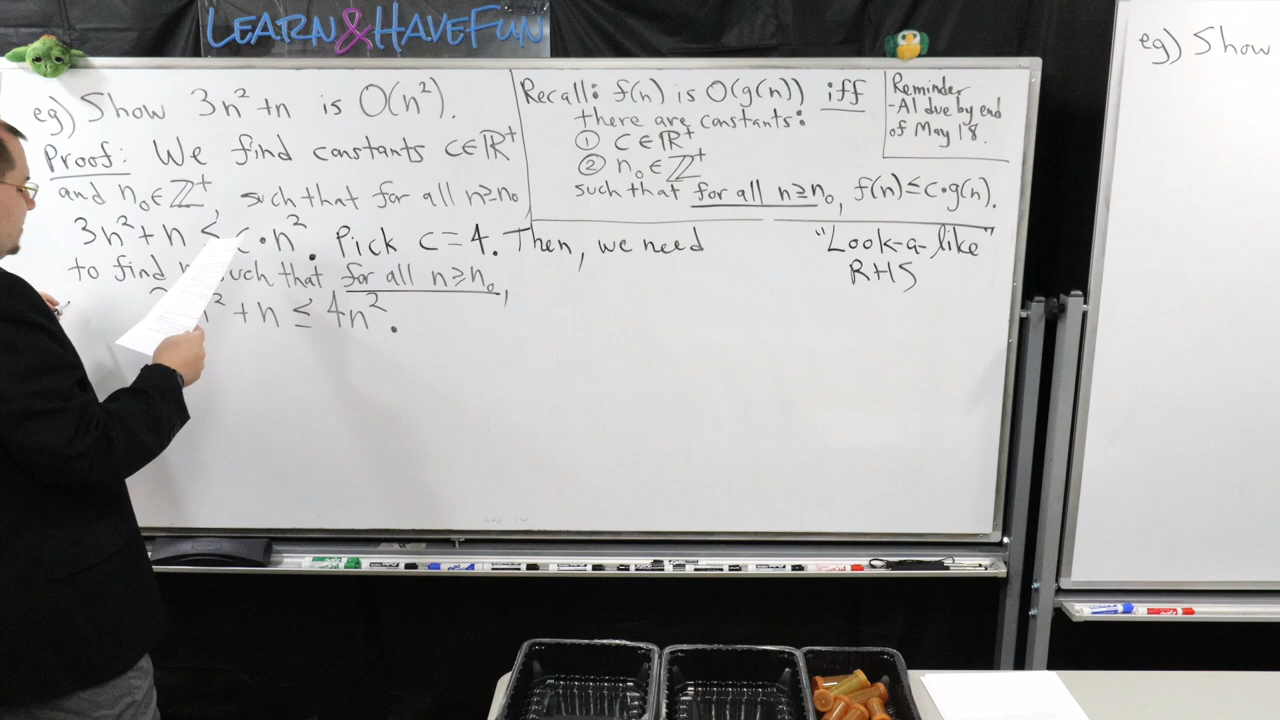 LEARN & HAVE FUN
eg) Show 3n² + n is O(n²).
Proof: We find constants c∈ℝ⁺
and n₀∈ℤ⁺, such that for all n≥n₀
3n²+n ≤ c·n². Pick c=4. Then, we need
to find such that for all n≥n₀,
n² + n ≤ 4n².
Recall: f(n) is O(g(n)) iff
there are constants:
① c∈ℝ⁺
② n₀∈ℤ⁺
such that for all n≥n₀, f(n)≤c·g(n).
Reminder
-A1 due by end
of May 18.
"Look-a-like"
RHS
eg) Show